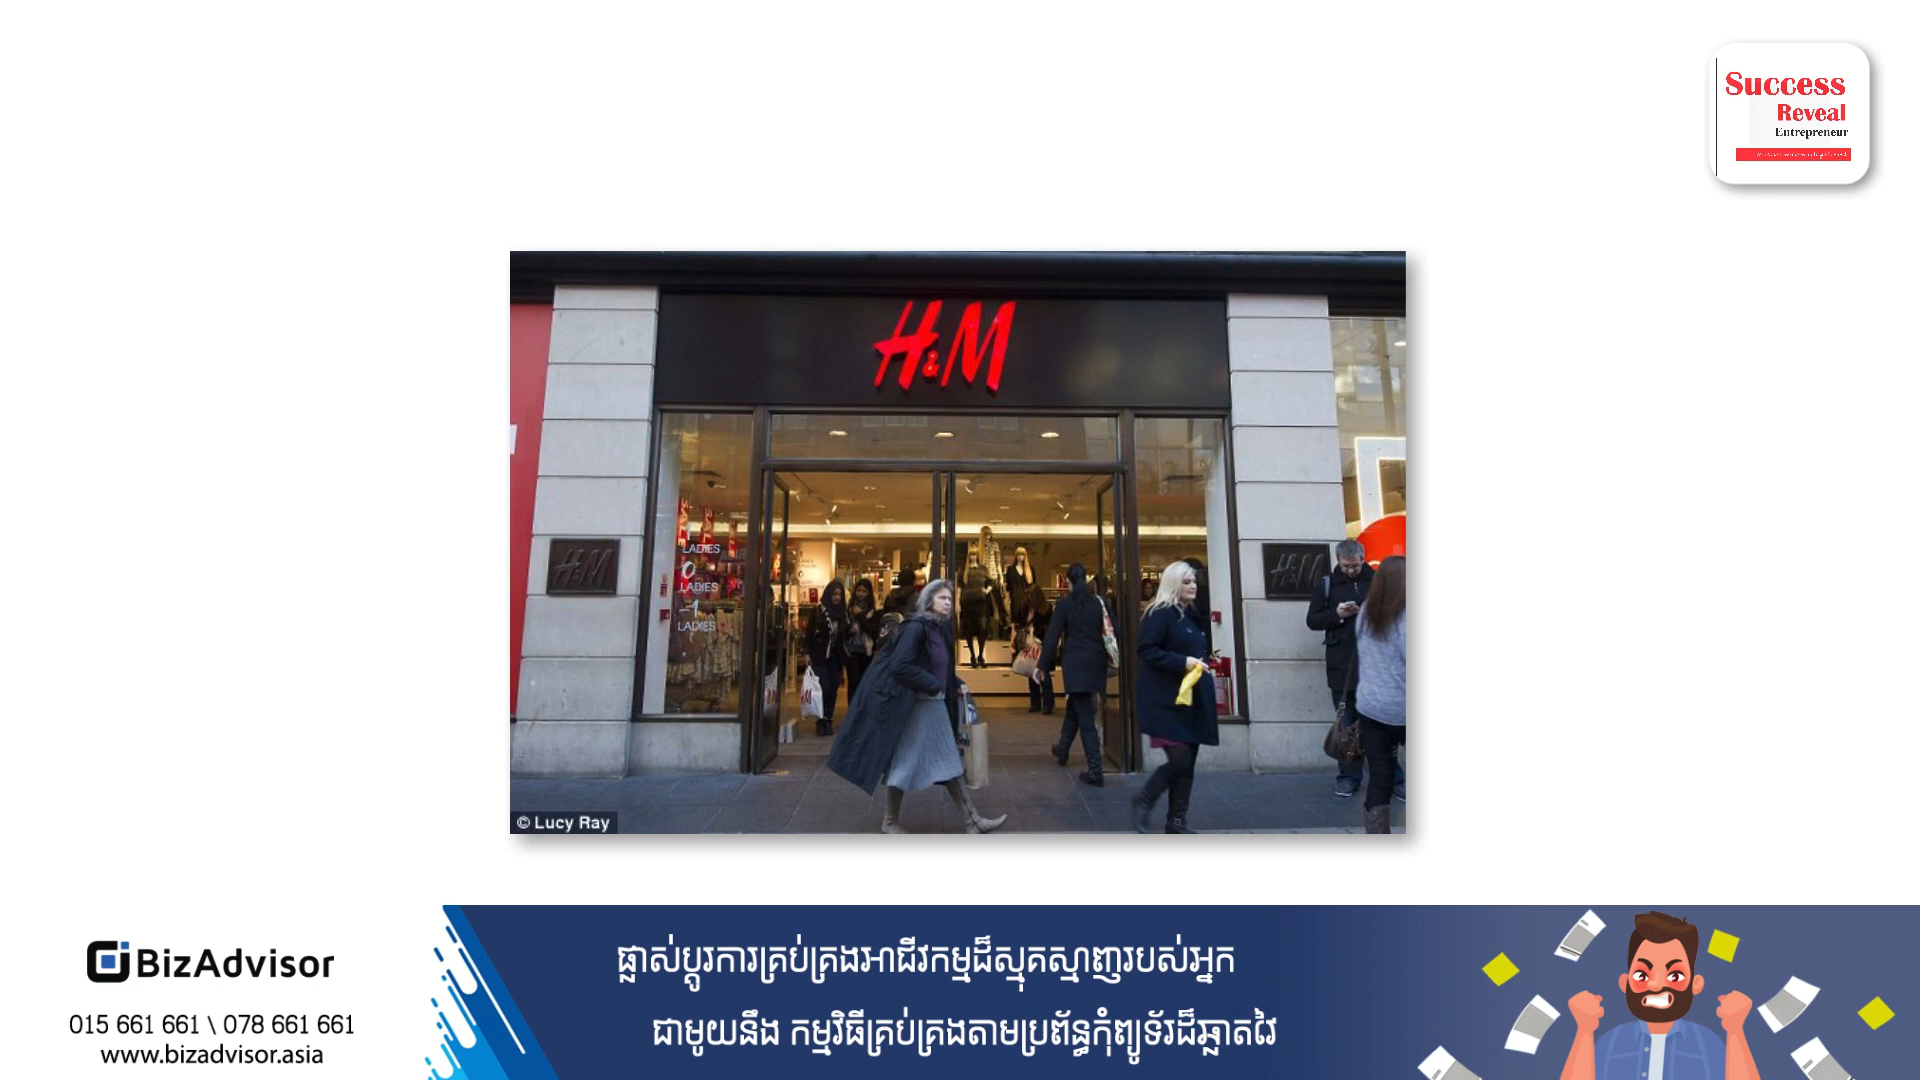 Success
Reveal
Entrepreneur
H&M
LADIES
0
LADIES
-1
LADIES
H&M
H&M
© Lucy Ray
BizAdvisor
015 661 661 \ 078 661 661
www.bizadvisor.asia
ផ្លាស់ប្តូរការគ្រប់គ្រងអាជីវកម្មដ៏ស្មុគស្មាញរបស់អ្នក
ជាមួយនឹង កម្មវិធីគ្រប់គ្រងតាមប្រព័ន្ធកុំព្យូទ័រដ៏ឆ្លាតវៃ